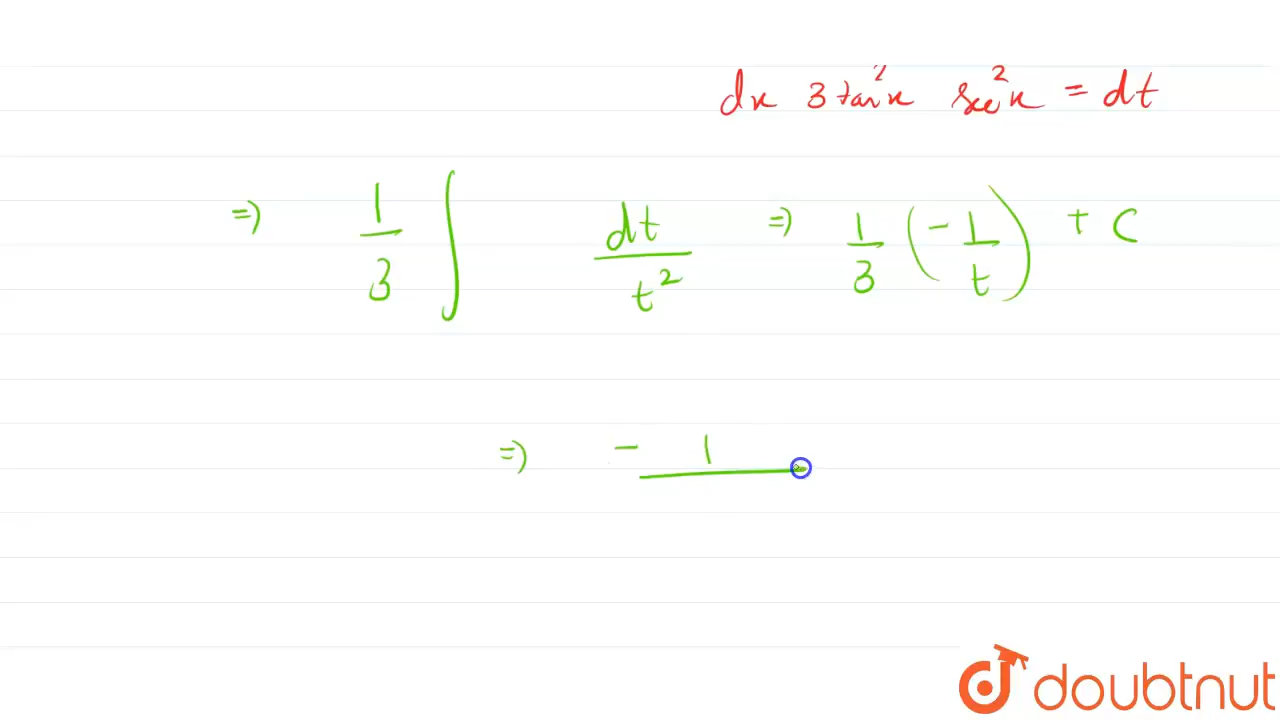 dx 3 tan²x sec²x = dt
=) 1/3 ∫ dt/t² =) 1/3 (- 1/t) + C
=) - 1
doubtnut